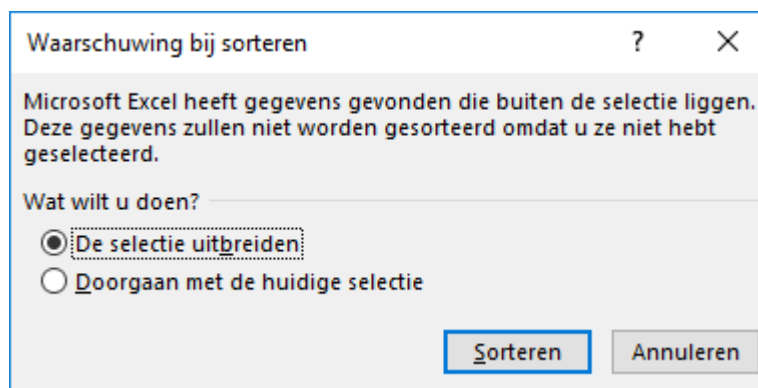 Waarschuwing bij sorteren ? X
Microsoft Excel heeft gegevens gevonden die buiten de selectie liggen.
Deze gegevens zullen niet worden gesorteerd omdat u ze niet hebt
geselecteerd.
Wat wilt u doen?
De selectie uitbreiden
Doorgaan met de huidige selectie
Sorteren Annuleren